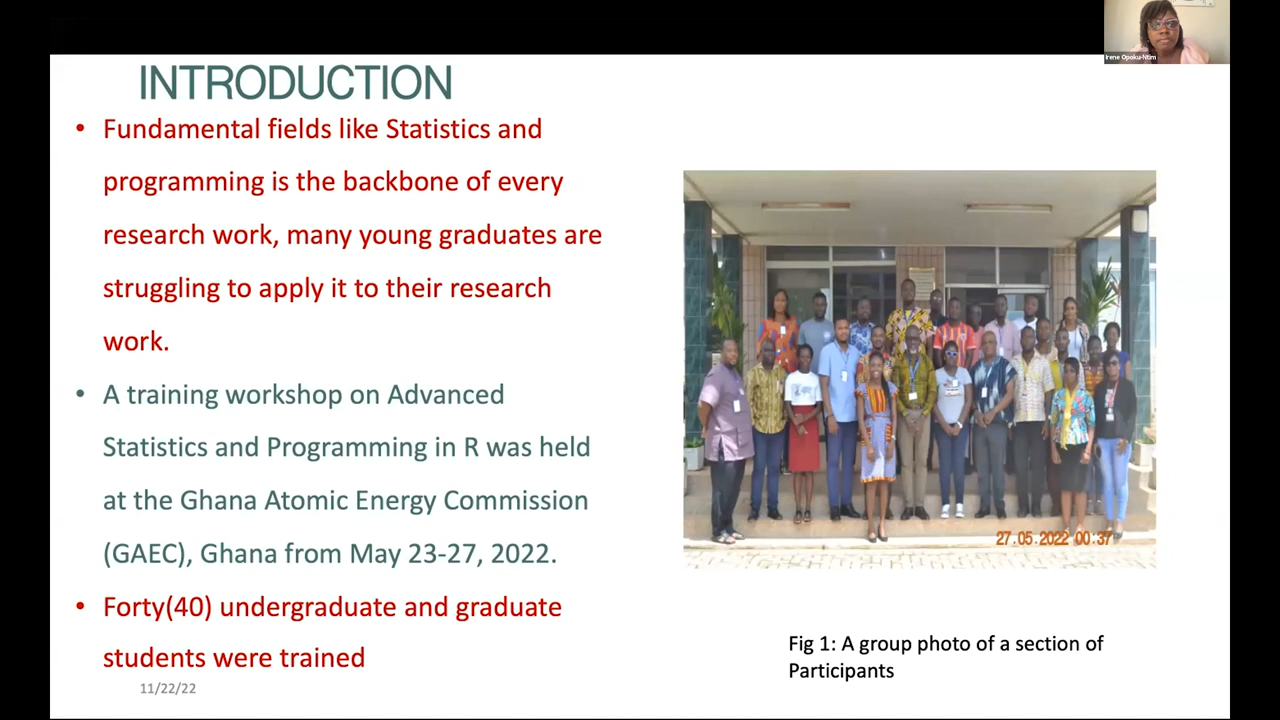 Irene Opoku-Ntim
INTRODUCTION
• Fundamental fields like Statistics and
programming is the backbone of every
research work, many young graduates are
struggling to apply it to their research
work.
• A training workshop on Advanced
Statistics and Programming in R was held
at the Ghana Atomic Energy Commission
(GAEC), Ghana from May 23-27, 2022.
• Forty(40) undergraduate and graduate
students were trained
11/22/22
27.05.2022 00:37
Fig 1: A group photo of a section of
Participants